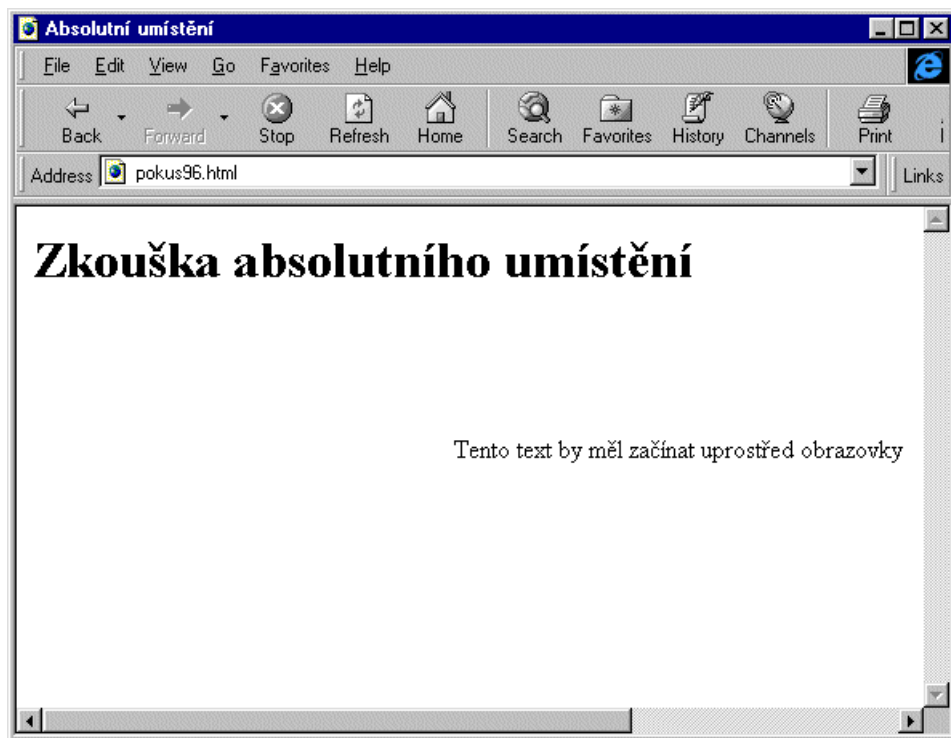 Absolutní umístění
File Edit View Go Favorites Help
Back Forward Stop Refresh Home Search Favorites History Channels Print
Address pokus96.html Links
Zkouška absolutního umístění
Tento text by měl začínat uprostřed obrazovky